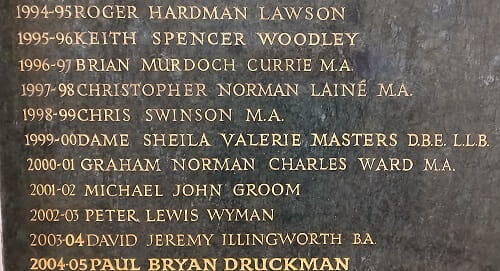 1994-95 ROGER HARDMAN LAWSON
1995-96 KEITH SPENCER WOODLEY
1996-97 BRIAN MURDOCH CURRIE M.A.
1997-98 CHRISTOPHER NORMAN LAINÉ M.A.
1998-99 CHRIS SWINSON M.A.
1999-00 DAME SHEILA VALERIE MASTERS D.B.E. L.L.B.
2000-01 GRAHAM NORMAN CHARLES WARD M.A.
2001-02 MICHAEL JOHN GROOM
2002-03 PETER LEWIS WYMAN
2003-04 DAVID JEREMY ILLINGWORTH B.A.
2004-05 PAUL BRYAN DRUCKMAN